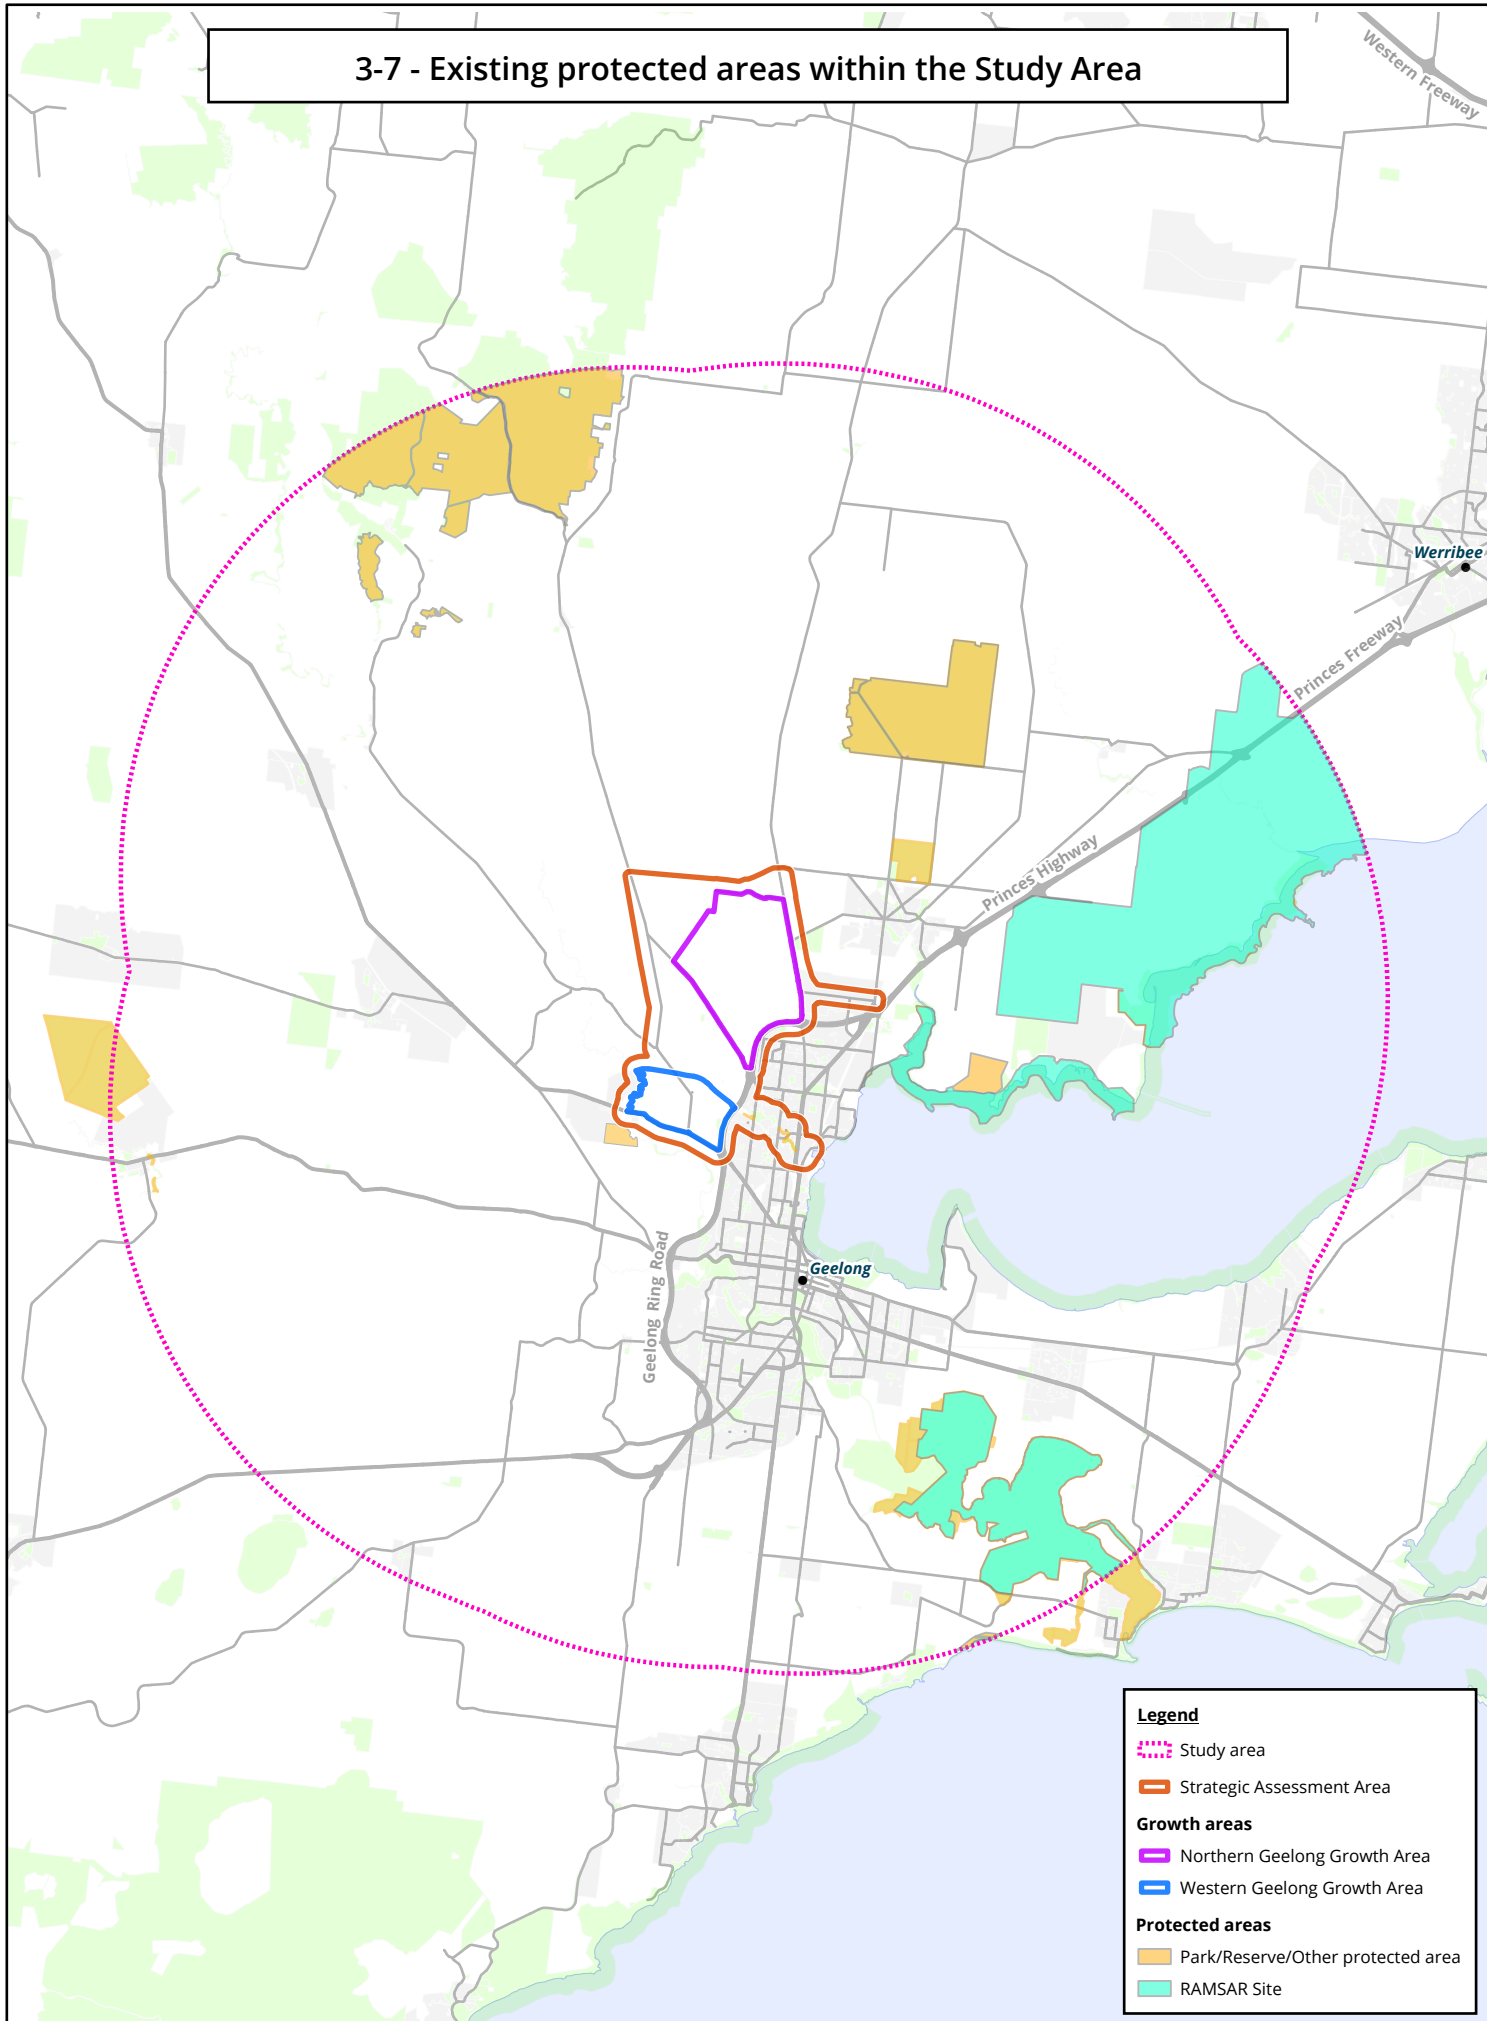 3-7 - Existing protected areas within the Study Area
Western Freeway
Werribee
Princes Freeway
Princes Highway
Geelong Ring Road
Geelong
Legend
Study area
Strategic Assessment Area
Growth areas
Northern Geelong Growth Area
Western Geelong Growth Area
Protected areas
Park/Reserve/Other protected area
RAMSAR Site